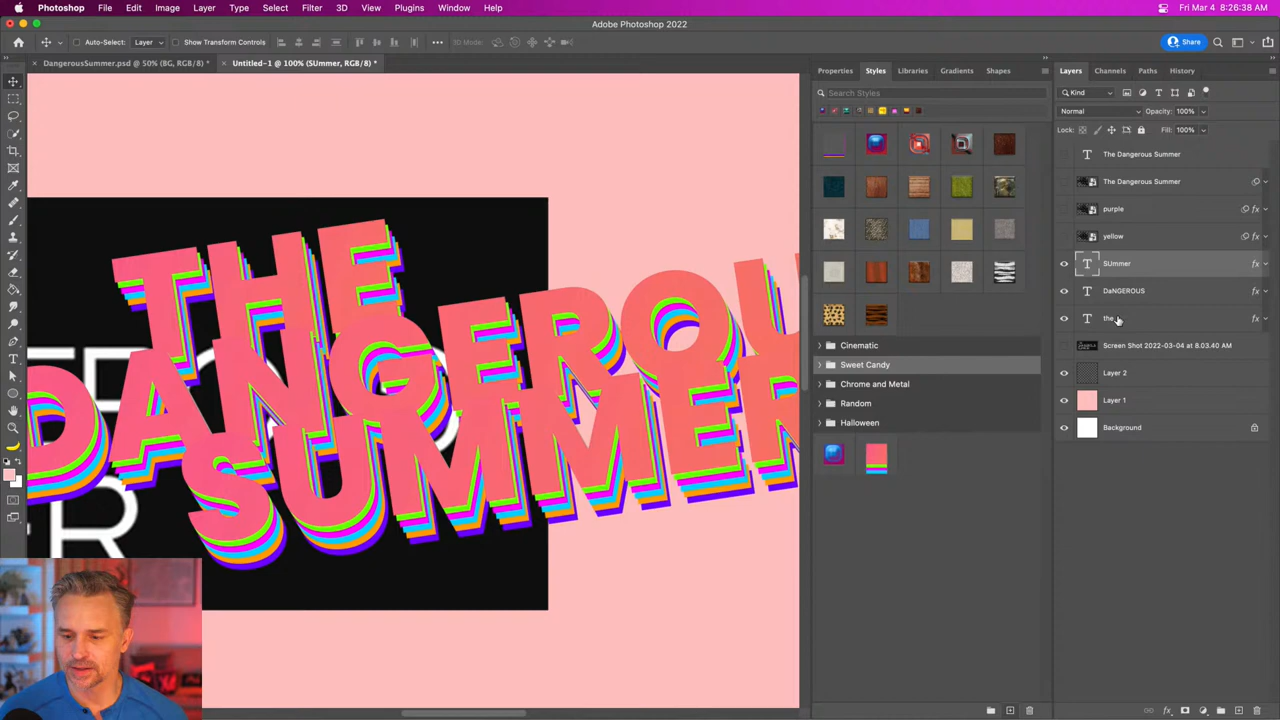 Photoshop File Edit Image Layer Type Select Filter 3D View Plugins Window Help Fri Mar 4 8:26:38 AM
Adobe Photoshop 2022
Auto-Select: Layer Show Transform Controls 3D Mode: Share
DangerousSummer.psd @ 50% (BG, RGB/8) * Untitled-1 @ 100% (SUmmer, RGB/8) *
Properties Styles Libraries Gradients Shapes
Search Styles
Cinematic
Sweet Candy
Chrome and Metal
Random
Halloween
Layers Channels Paths History
Kind
Normal Opacity: 100%
Lock: Fill: 100%
The Dangerous Summer
The Dangerous Summer
purple fx
yellow fx
SUmmer fx
DaNGEROUS fx
the fx
Screen Shot 2022-03-04 at 8.03.40 AM
Layer 2
Layer 1
Background
THE
DANGEROU
SUMMER